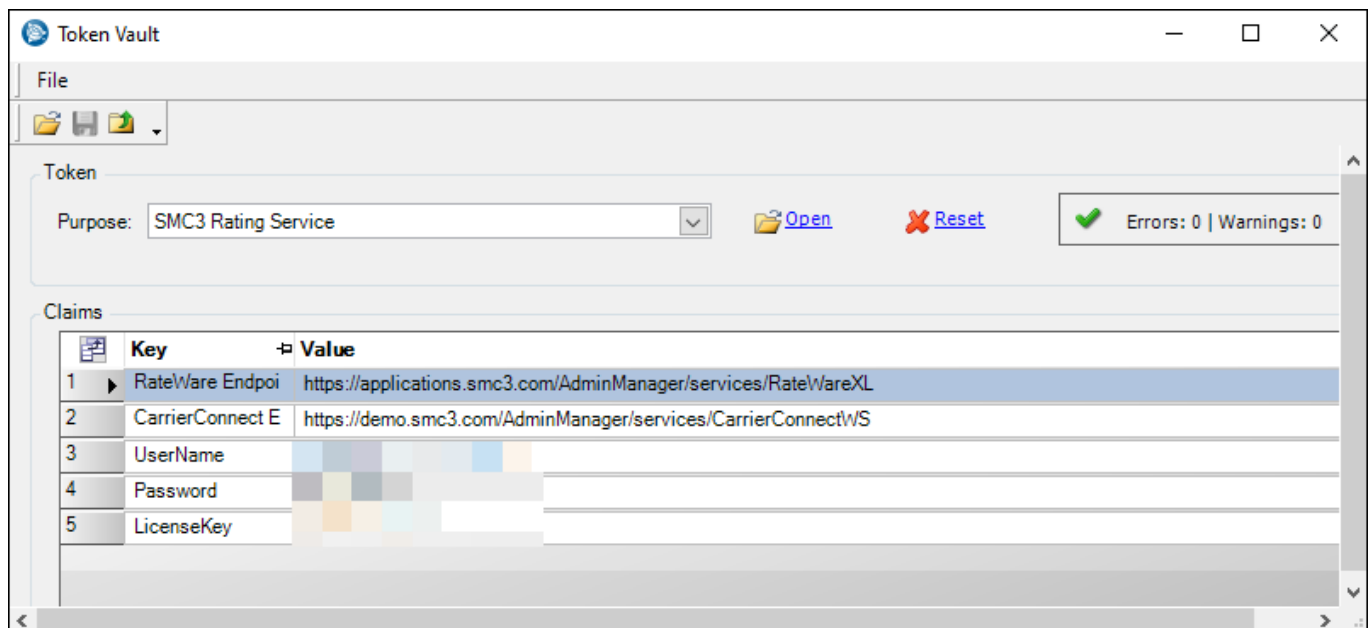 Token Vault
File
Token
Purpose: SMC3 Rating Service Open Reset Errors: 0 | Warnings: 0
Claims
Key Value
1 RateWare Endpoi https://applications.smc3.com/AdminManager/services/RateWareXL
2 CarrierConnect E https://demo.smc3.com/AdminManager/services/CarrierConnectWS
3 UserName
4 Password
5 LicenseKey